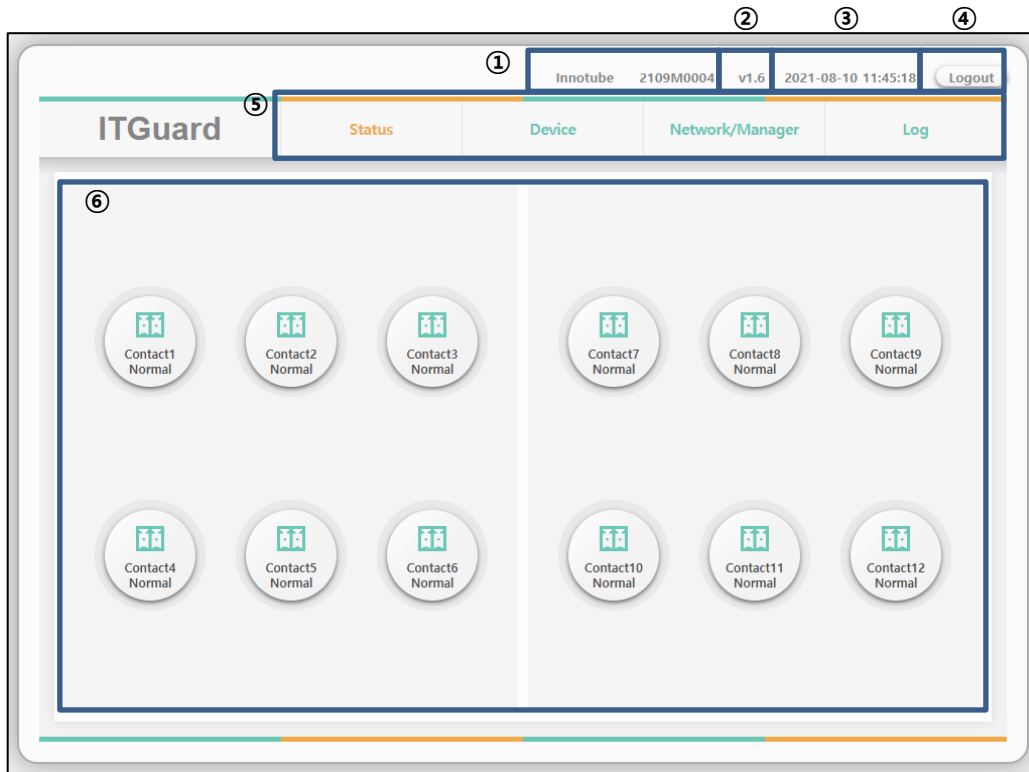 ② ③ ④
① Innotube 2109M0004 v1.6 2021-08-10 11:45:18 Logout
⑤
ITGuard Status Device Network/Manager Log
⑥
Contact1 Contact2 Contact3 Contact7 Contact8 Contact9
Normal Normal Normal Normal Normal Normal
Contact4 Contact5 Contact6 Contact10 Contact11 Contact12
Normal Normal Normal Normal Normal Normal